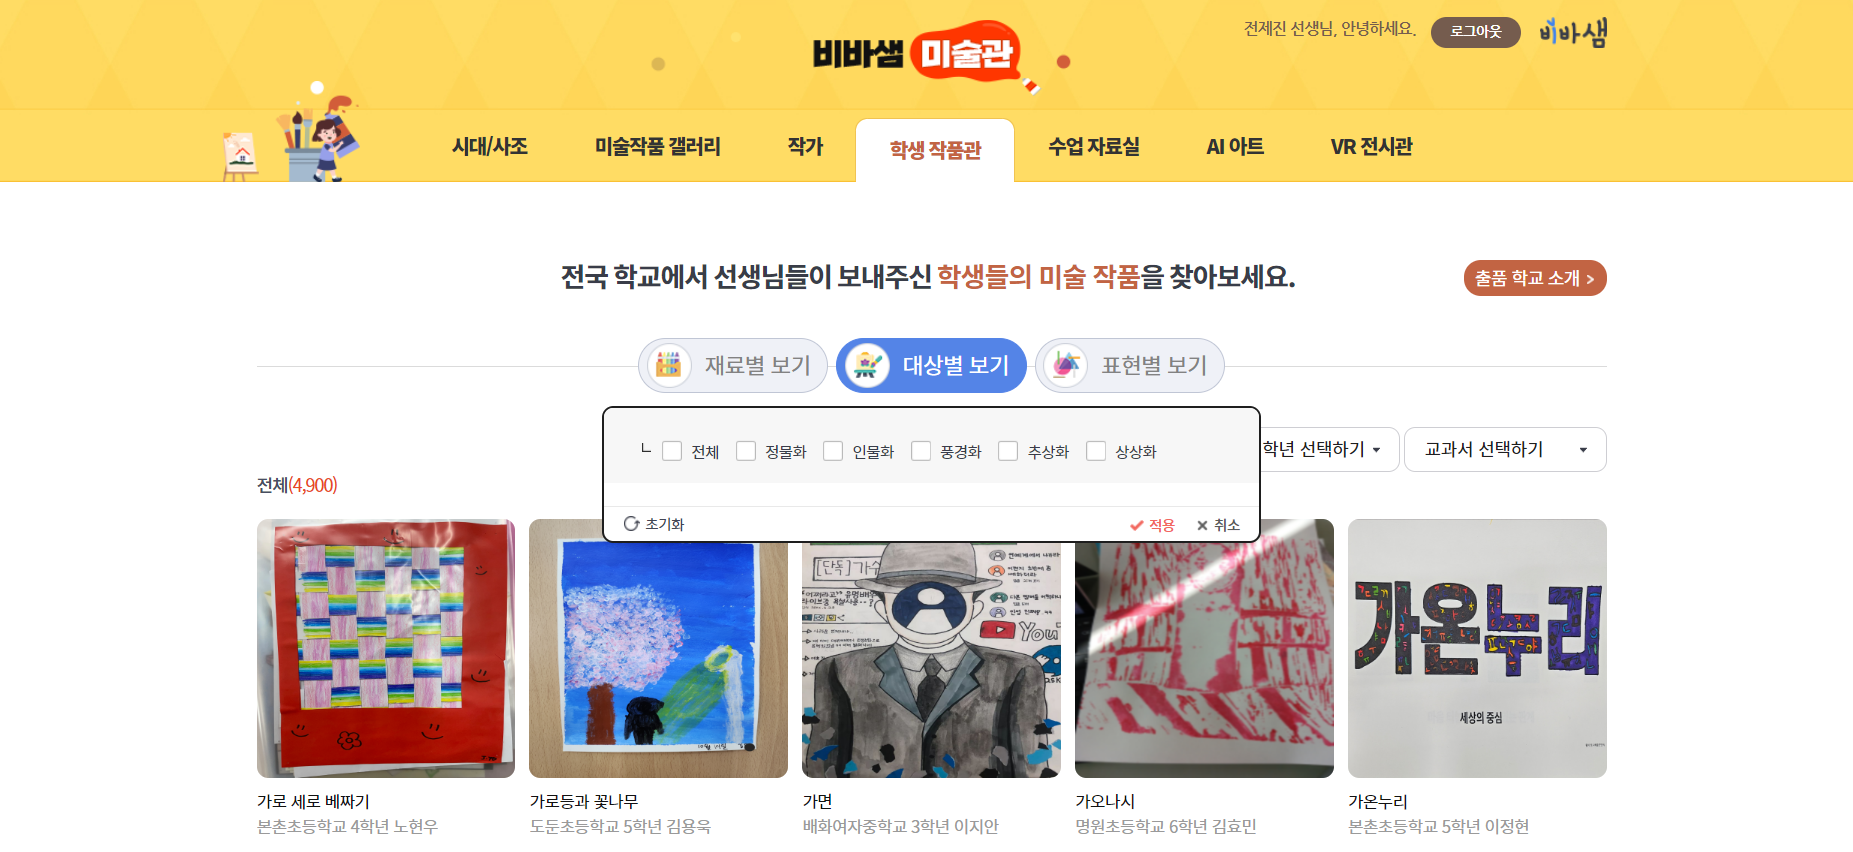 전제진 선생님, 안녕하세요. 로그아웃 비바샘
비바샘 미술관
시대/사조 미술작품 갤러리 작가 학생 작품관 수업 자료실 AI 아트 VR 전시관
전국 학교에서 선생님들이 보내주신 학생들의 미술 작품을 찾아보세요.
출품 학교 소개 >
재료별 보기 대상별 보기 표현별 보기
전체 정물화 인물화 풍경화 추상화 상상화
학년 선택하기 교과서 선택하기
전체(4,900)
초기화 적용 취소
[단독]가수
You
가온누리
세상의 중심
가로 세로 베짜기
본촌초등학교 4학년 노현우
가로등과 꽃나무
도둔초등학교 5학년 김용욱
가면
배화여자중학교 3학년 이지안
가오나시
명원초등학교 6학년 김효민
가온누리
본촌초등학교 5학년 이정현